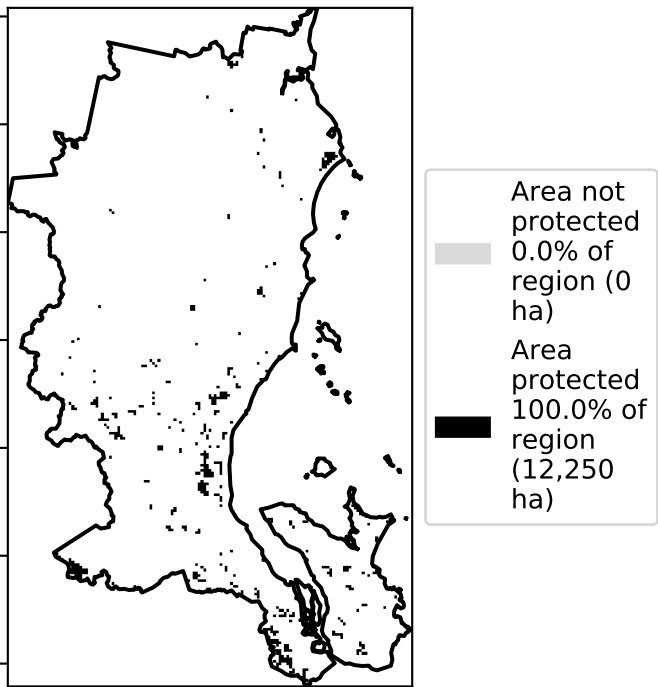 Area not
protected
0.0% of
region (0
ha)
Area
protected
100.0% of
region
(12,250
ha)